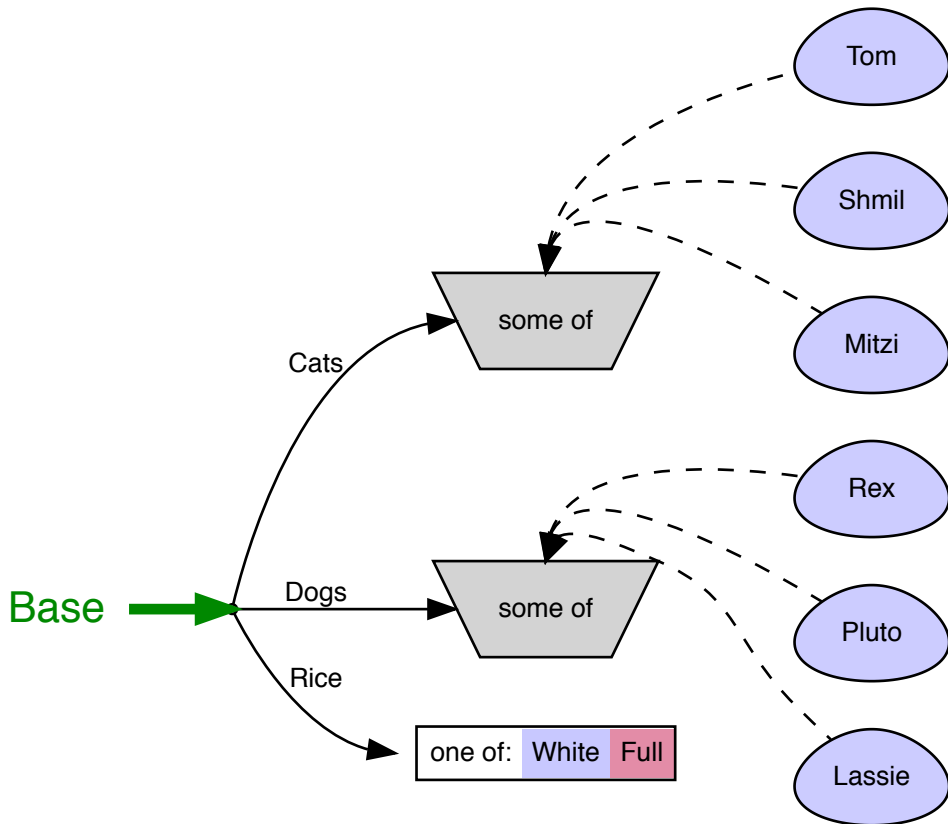 Tom
Shmil
some of
Mitzi
Cats
Rex
Dogs
Base
some of
Pluto
Rice
one of: White Full
Lassie